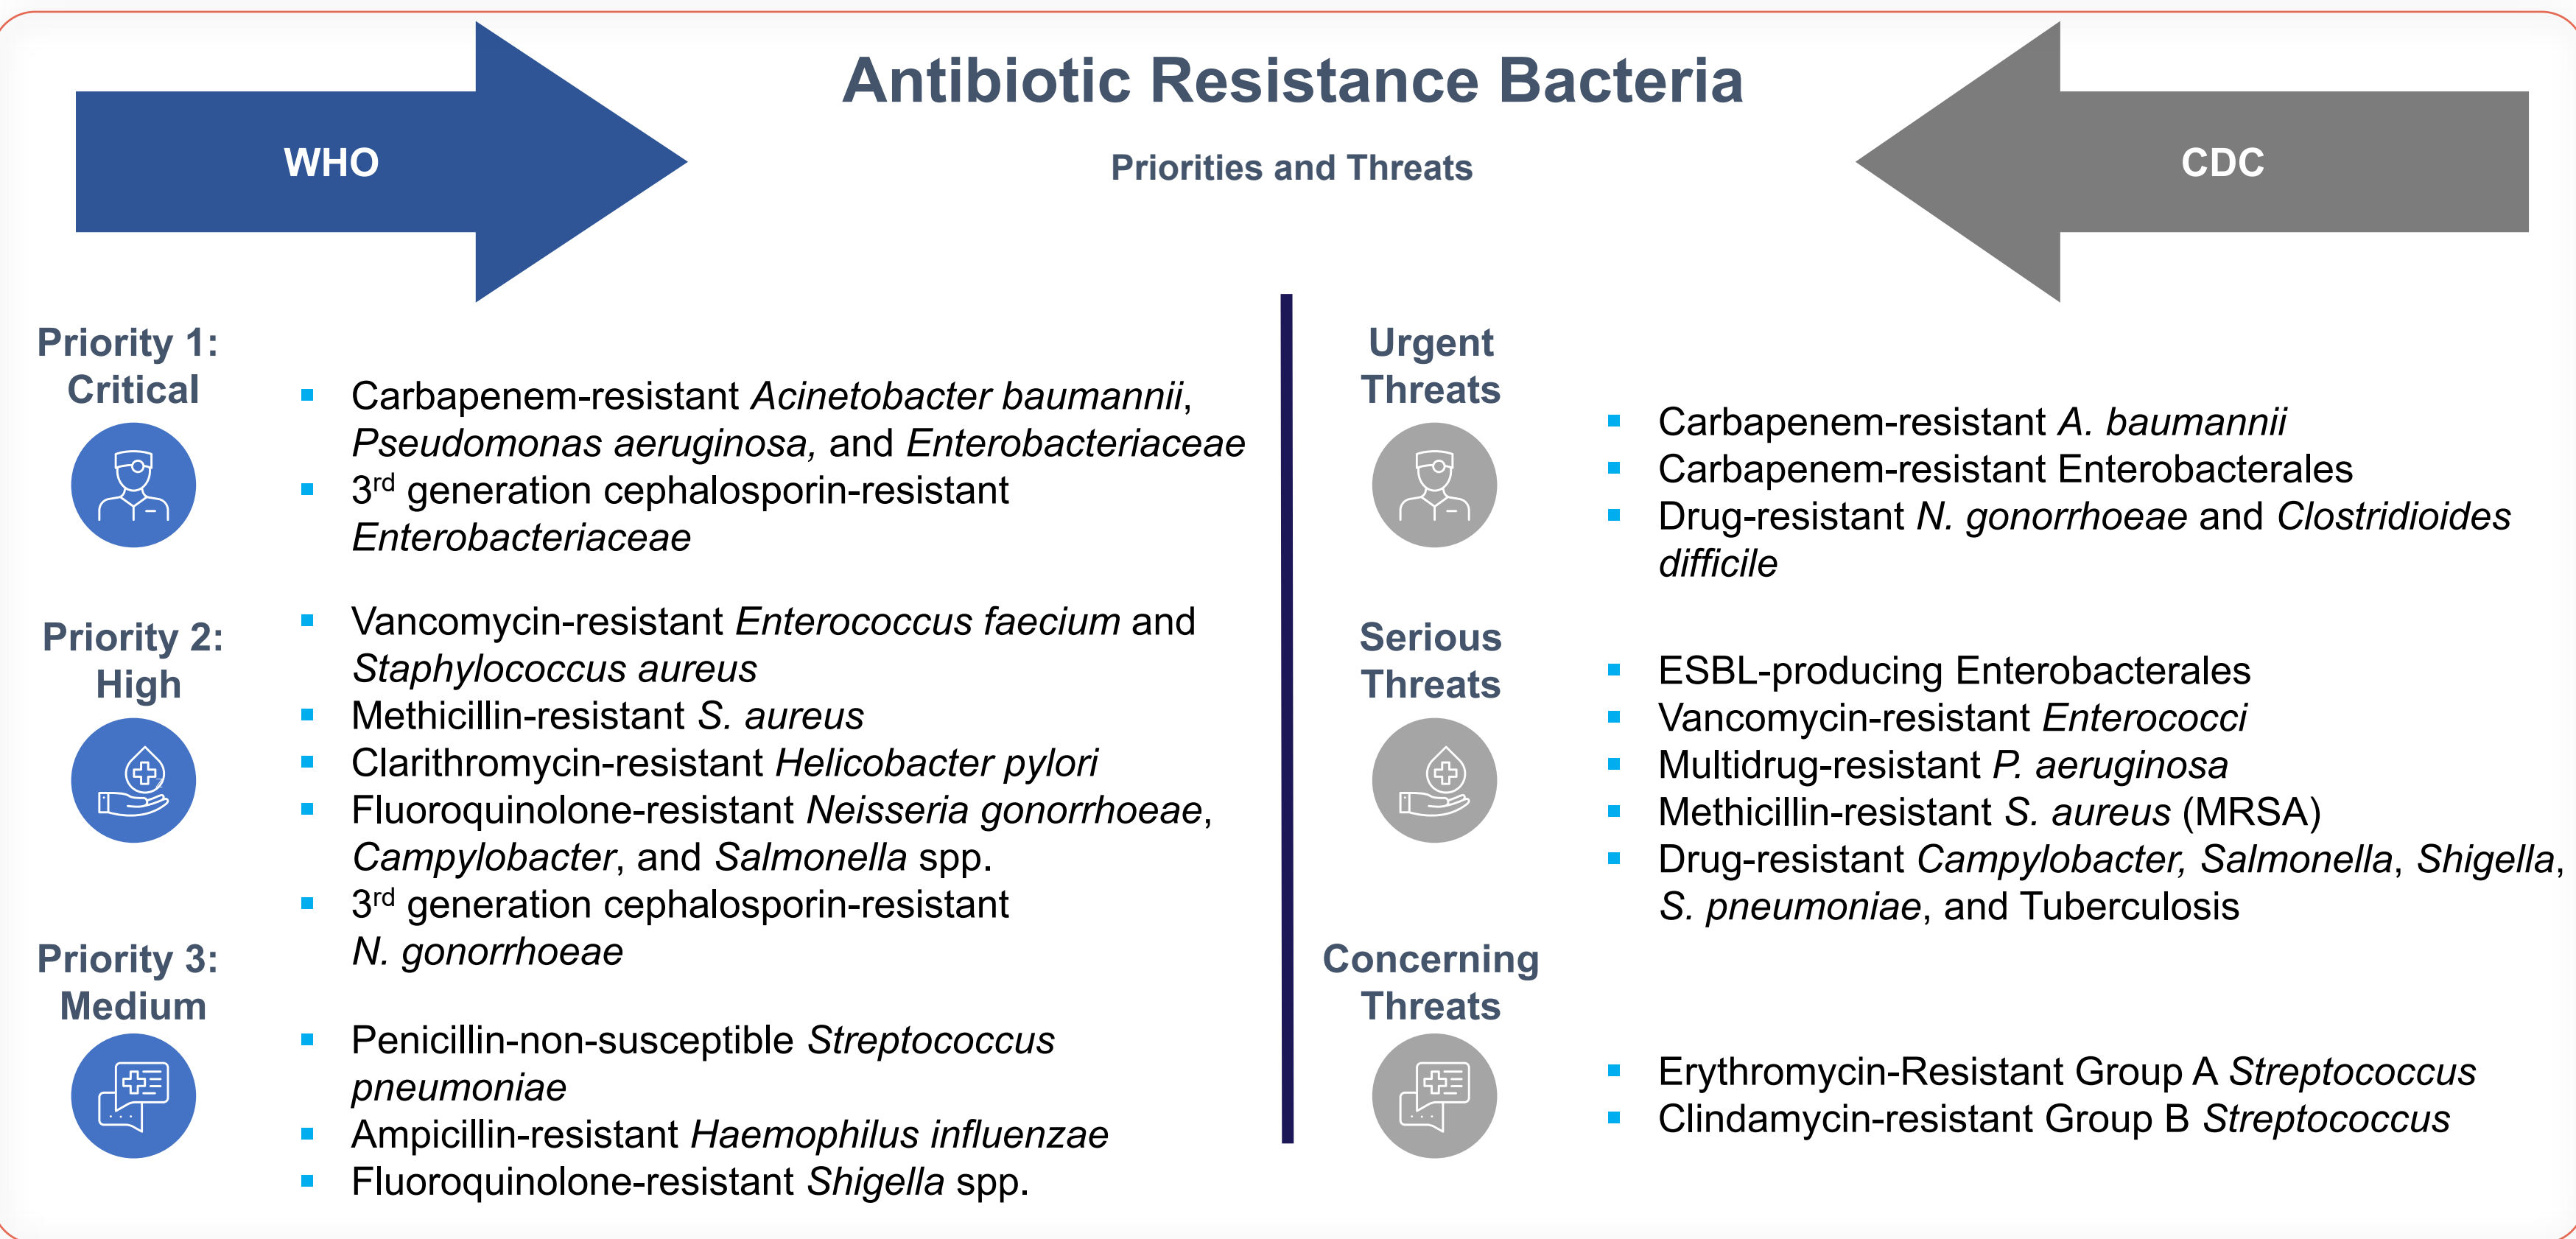 Antibiotic Resistance Bacteria
Priorities and Threats
WHO
CDC
Priority 1:
Critical
Carbapenem-resistant Acinetobacter baumannii,
Pseudomonas aeruginosa, and Enterobacteriaceae
3rd generation cephalosporin-resistant
Enterobacteriaceae
Priority 2:
High
Vancomycin-resistant Enterococcus faecium and
Staphylococcus aureus
Methicillin-resistant S. aureus
Clarithromycin-resistant Helicobacter pylori
Fluoroquinolone-resistant Neisseria gonorrhoeae,
Campylobacter, and Salmonella spp.
3rd generation cephalosporin-resistant
N. gonorrhoeae
Priority 3:
Medium
Penicillin-non-susceptible Streptococcus
pneumoniae
Ampicillin-resistant Haemophilus influenzae
Fluoroquinolone-resistant Shigella spp.
Urgent
Threats
Carbapenem-resistant A. baumannii
Carbapenem-resistant Enterobacterales
Drug-resistant N. gonorrhoeae and Clostridioides
difficile
Serious
Threats
ESBL-producing Enterobacterales
Vancomycin-resistant Enterococci
Multidrug-resistant P. aeruginosa
Methicillin-resistant S. aureus (MRSA)
Drug-resistant Campylobacter, Salmonella, Shigella,
S. pneumoniae, and Tuberculosis
Concerning
Threats
Erythromycin-Resistant Group A Streptococcus
Clindamycin-resistant Group B Streptococcus